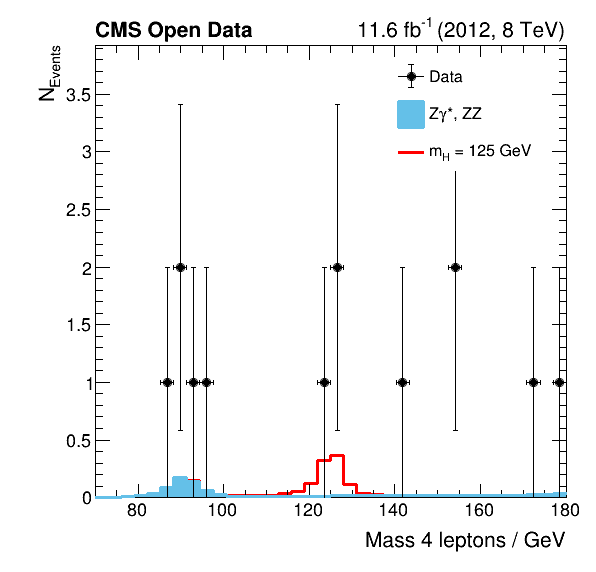 CMS Open Data 11.6 fb⁻¹ (2012, 8 TeV)
N_Events
Data
Zγ*, ZZ
m_H = 125 GeV
3.5
3
2.5
2
1.5
1
0.5
0
80 100 120 140 160 180
Mass 4 leptons / GeV